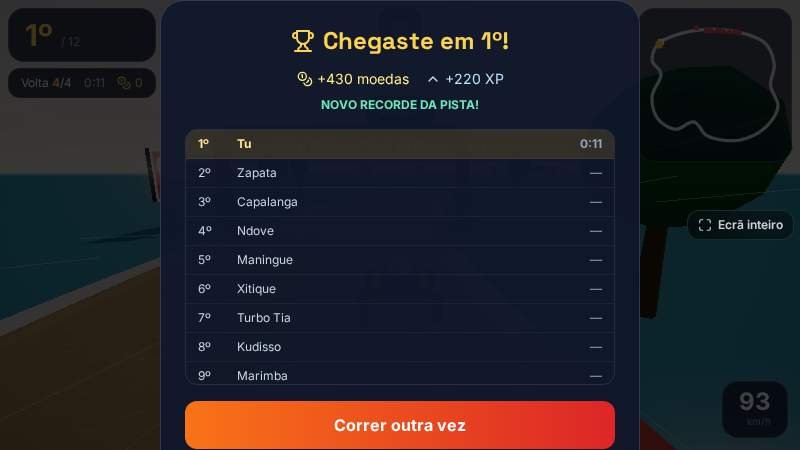 1º / 12
Volta 4/4 0:11 0
Chegaste em 1º!
+430 moedas +220 XP
NOVO RECORDE DA PISTA!
1º Tu 0:11
2º Zapata —
3º Capalanga —
4º Ndove —
5º Maningue —
6º Xitique —
7º Turbo Tia —
8º Kudisso —
9º Marimba —
Correr outra vez
Ecrã inteiro
93
km/h